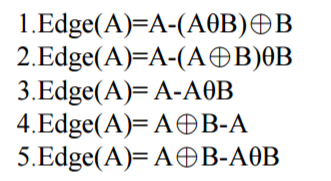 1.Edge(A)=A-(AθB)⊕B
2.Edge(A)=A-(A⊕B)θB
3.Edge(A)= A-AθB
4.Edge(A)= A⊕B-A
5.Edge(A)= A⊕B-AθB